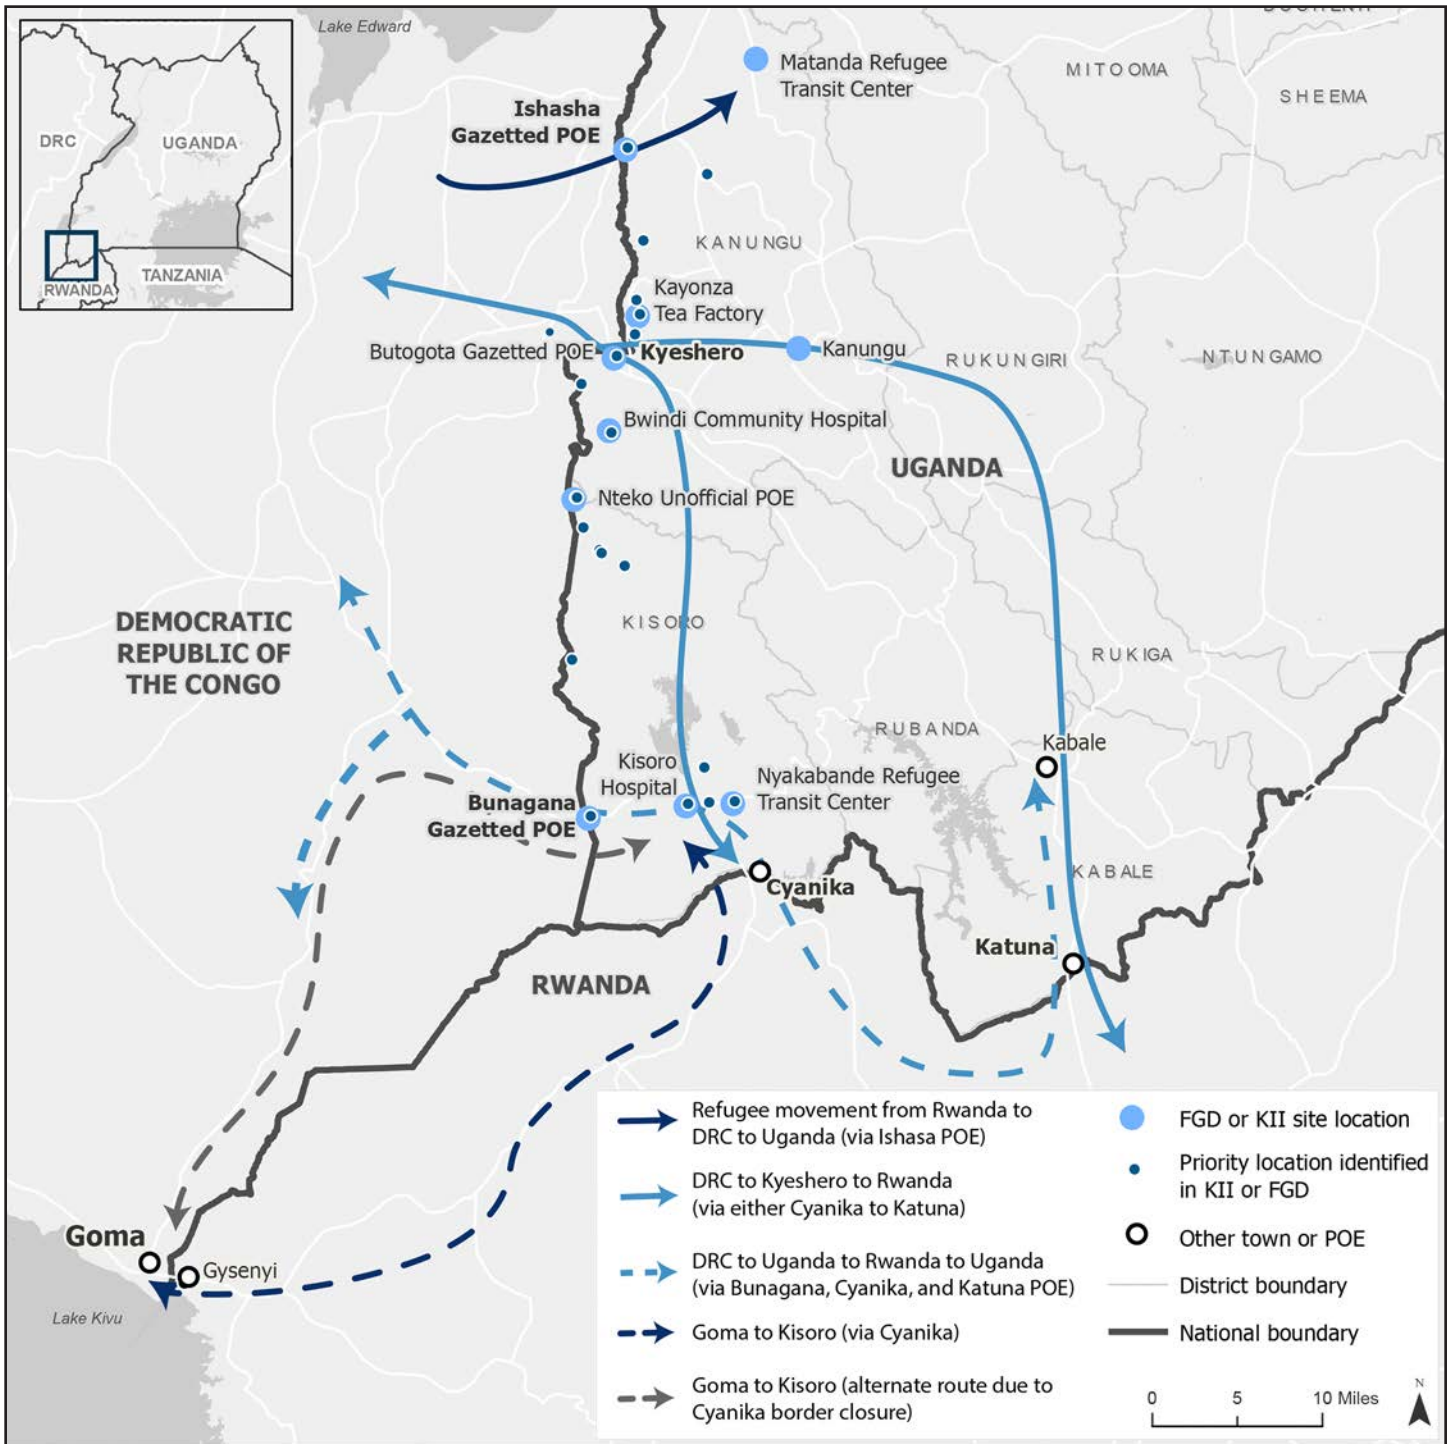 Lake Edward
DRC
UGANDA
TANZANIA
RWANDA
Matanda Refugee
Transit Center
MITOOMA
SHEEMA
Ishasha
Gazetted POE
KANUNGU
Kayonza
Tea Factory
Butogota Gazetted POE
Kyeshero
Kanungu
RUKUNGIRI
NTUNGAMO
Bwindi Community Hospital
UGANDA
Nteko Unofficial POE
DEMOCRATIC
REPUBLIC OF
THE CONGO
KISORO
RUKIGA
RUBANDA
Kabale
Kisoro
Hospital
Nyakabande Refugee
Transit Center
Bunagana
Gazetted POE
KABALE
Cyanika
Katuna
RWANDA
Goma
Gysenyi
Lake Kivu
Refugee movement from Rwanda to
DRC to Uganda (via Ishasa POE)
DRC to Kyeshero to Rwanda
(via either Cyanika to Katuna)
DRC to Uganda to Rwanda to Uganda
(via Bunagana, Cyanika, and Katuna POE)
Goma to Kisoro (via Cyanika)
Goma to Kisoro (alternate route due to
Cyanika border closure)
FGD or KII site location
Priority location identified
in KII or FGD
Other town or POE
District boundary
National boundary
0 5 10 Miles
N